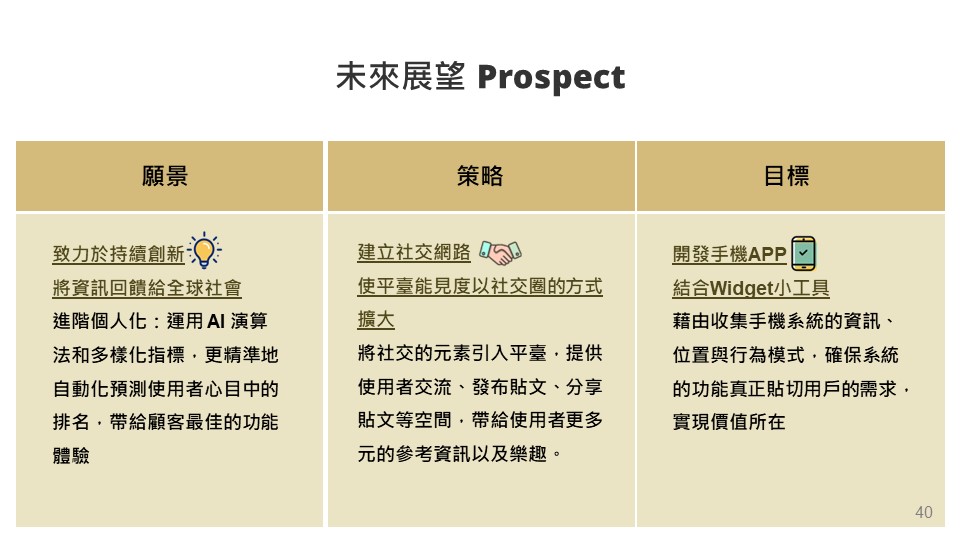 未來展望 Prospect
願景
策略
目標
致力於持續創新
將資訊回饋給全球社會
進階個人化：運用 AI 演算
法和多樣化指標，更精準地
自動化預測使用者心目中的
排名，帶給顧客最佳的功能
體驗
建立社交網路
使平臺能見度以社交圈的方式
擴大
將社交的元素引入平臺，提供
使用者交流、發布貼文、分享
貼文等空間，帶給使用者更多
元的參考資訊以及樂趣。
開發手機APP
結合Widget小工具
藉由收集手機系統的資訊、
位置與行為模式，確保系統
的功能真正貼切用戶的需求，
實現價值所在
40